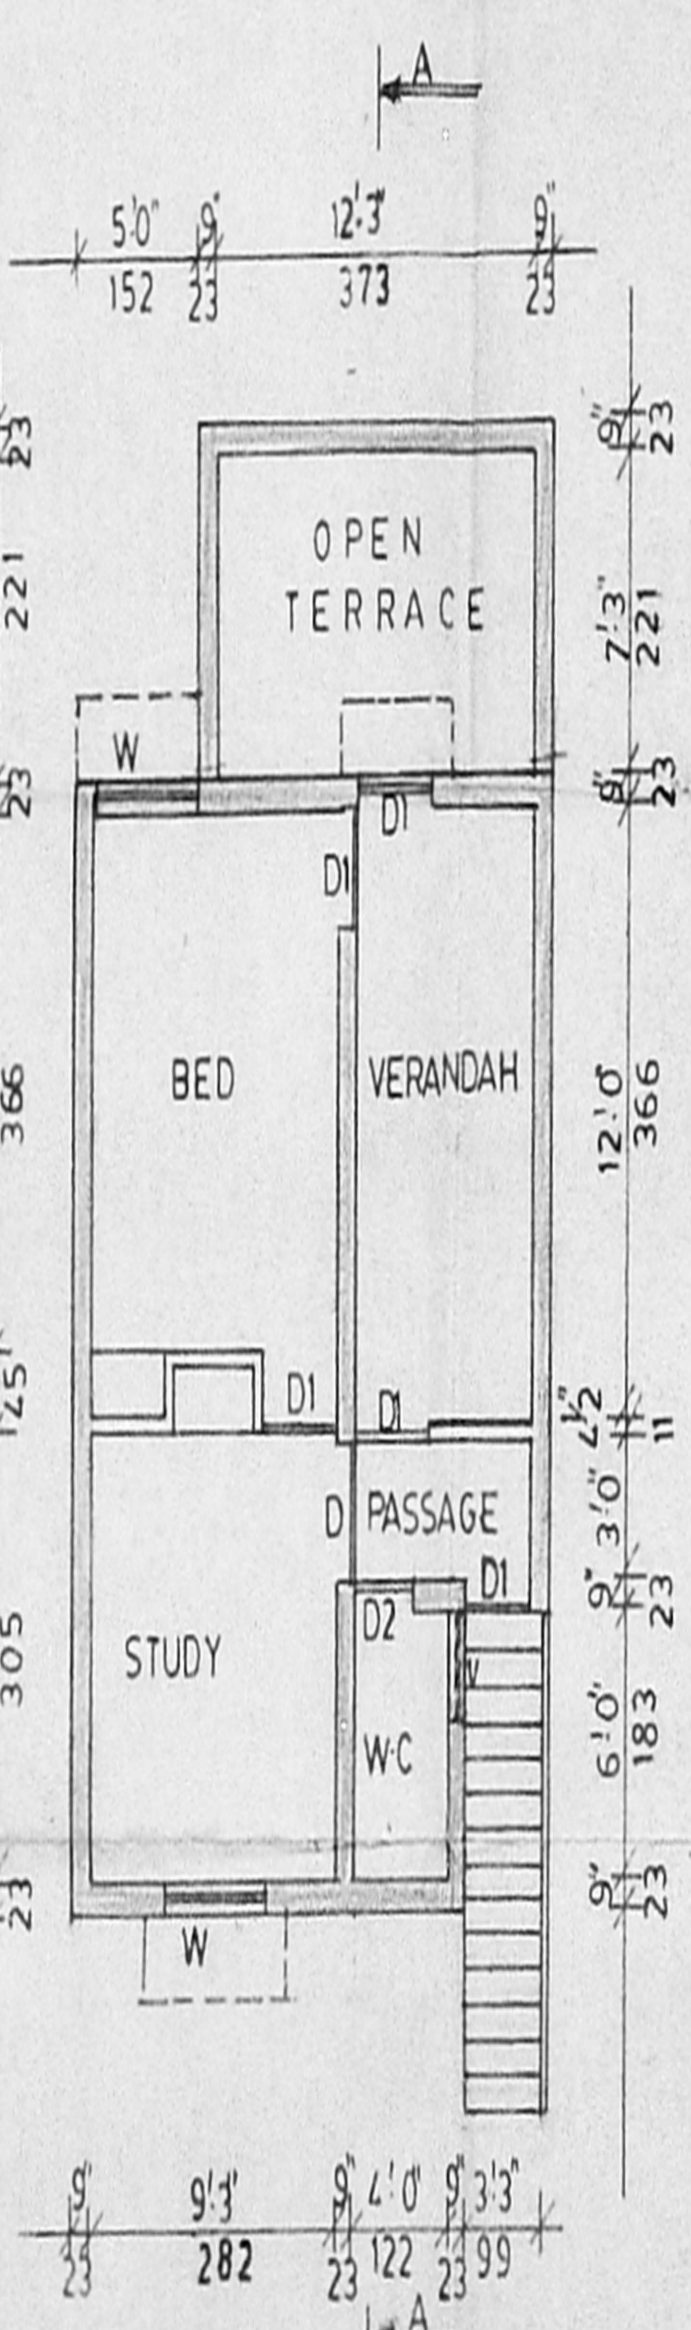 A
5'0" 9" 12'.3" 9"
152 23 373 23
23
9" 23
OPEN
TERRACE
221
7'.3" 221
W
23
D1
9" 23
D1
BED
VERANDAH
366
12'.0" 366
D1
D1
45
4½" 11
D
PASSAGE
3'0"
D1
9" 23
D2
STUDY
V
305
6'0" 183
W.C
23
9" 23
W
9" 9'.3" 9" 4'0" 9" 3'3"
23 282 23 122 23 99
A